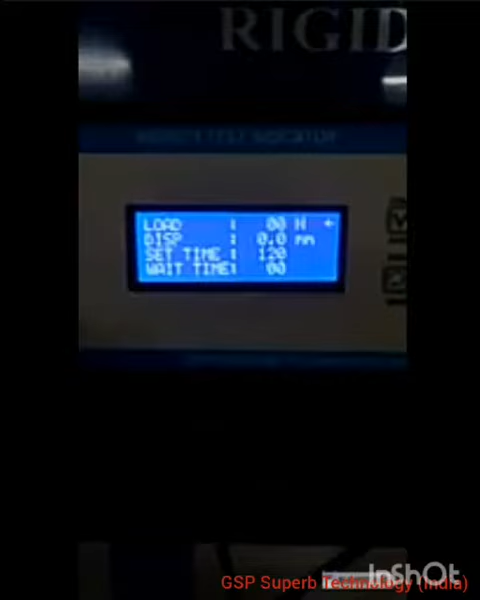 RIGID
LOAD : 00 N ←
DISP : 0.0 mm
SET TIME : 120
WAIT TIME: 00
InShOt
GSP Superb Technology (India)